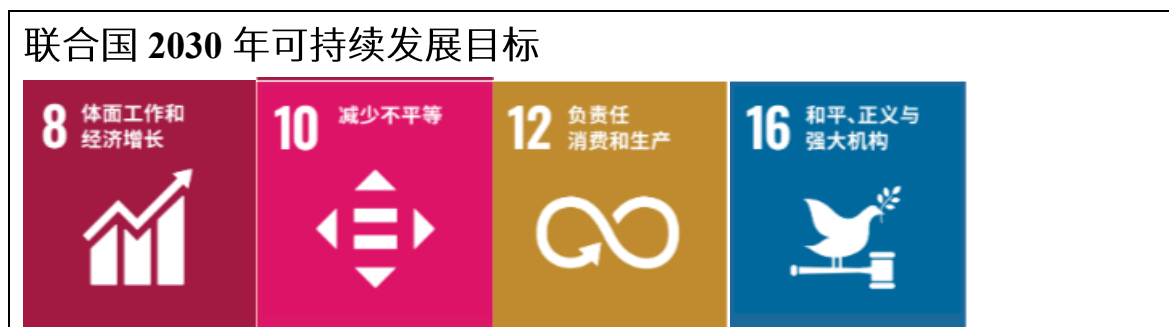 联合国 2030 年可持续发展目标
8 体面工作和
经济增长
10 减少不平等
12 负责任
消费和生产
16 和平、正义与
强大机构